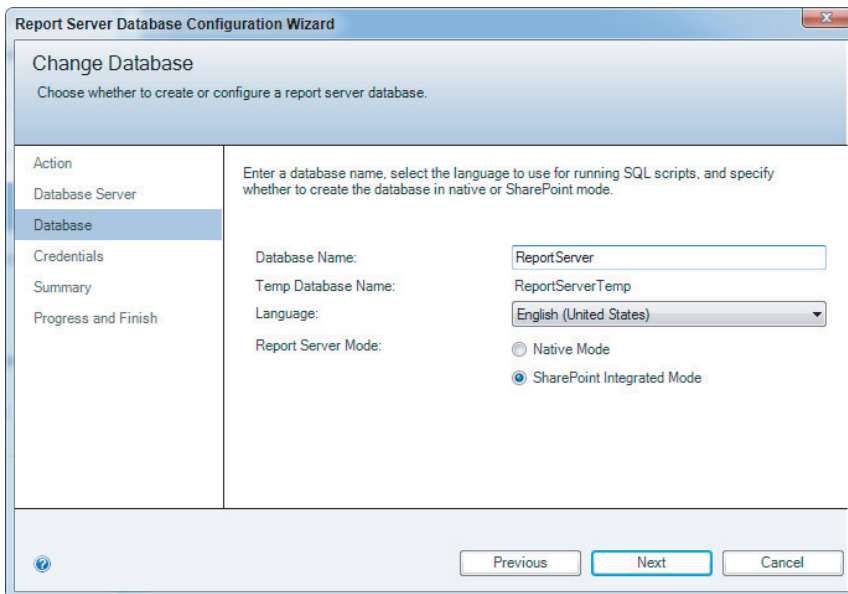 Report Server Database Configuration Wizard
Change Database
Choose whether to create or configure a report server database.
Action
Database Server
Database
Credentials
Summary
Progress and Finish
Enter a database name, select the language to use for running SQL scripts, and specify
whether to create the database in native or SharePoint mode.
Database Name: ReportServer
Temp Database Name: ReportServerTemp
Language: English (United States)
Report Server Mode: Native Mode
SharePoint Integrated Mode
Previous Next Cancel